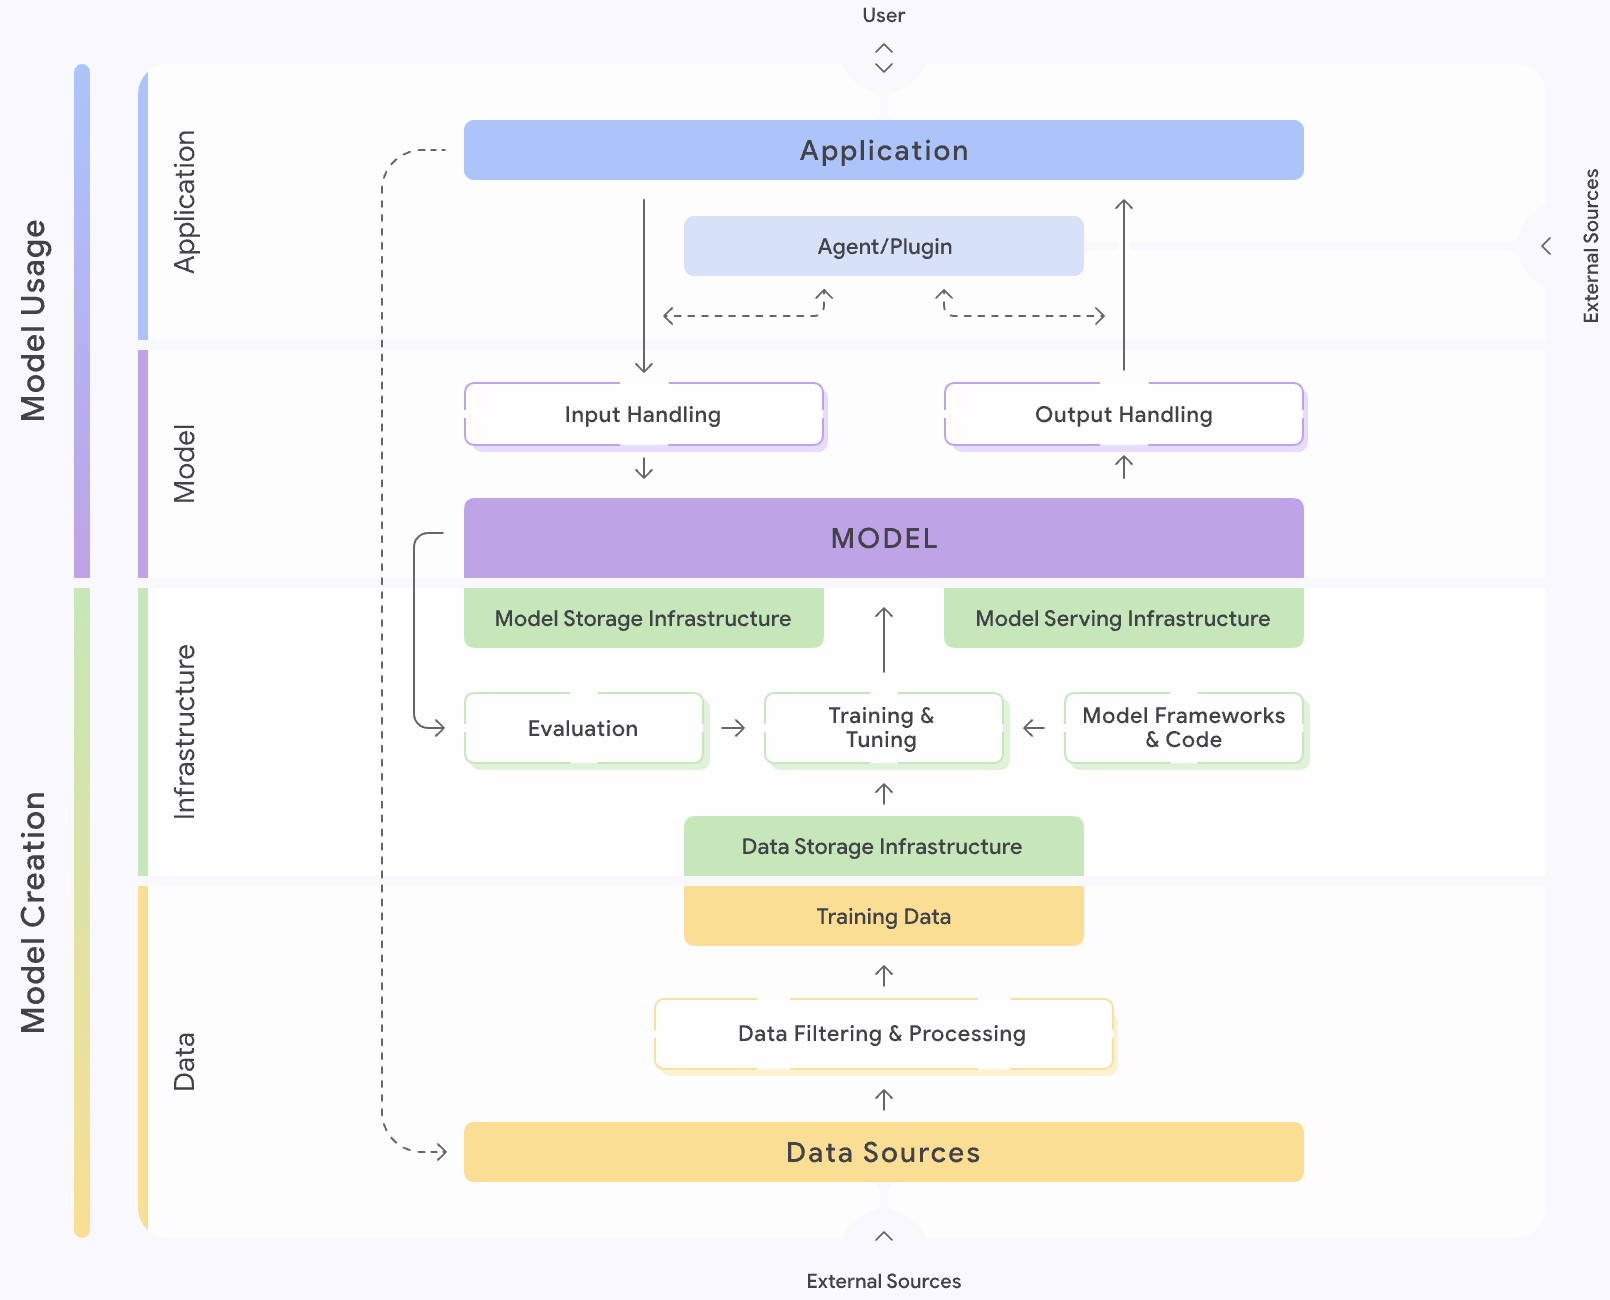 User
Model Usage
Application
Application
Agent/Plugin
External Sources
Model
Input Handling
Output Handling
MODEL
Model Creation
Infrastructure
Model Storage Infrastructure
Model Serving Infrastructure
Evaluation
Training &
Tuning
Model Frameworks
& Code
Data Storage Infrastructure
Data
Training Data
Data Filtering & Processing
Data Sources
External Sources